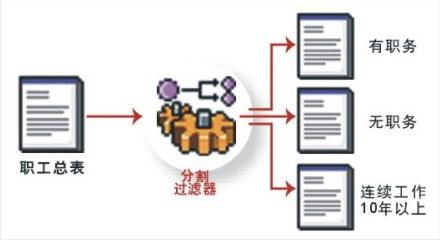 有职务
职工总表
分割
过滤器
无职务
连续工作
10年以上